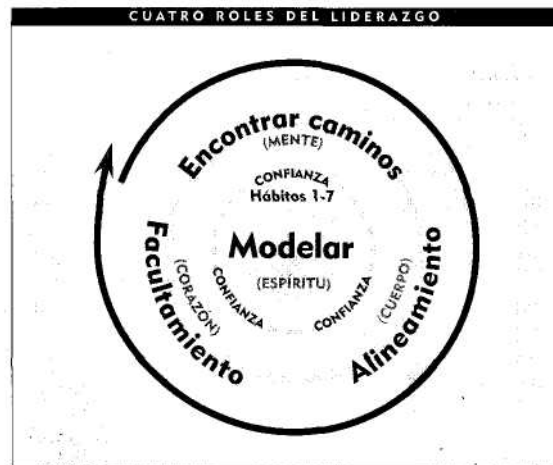 CUATRO ROLES DEL LIDERAZGO
Encontrar caminos
(MENTE)
CONFIANZA
Hábitos 1-7
Modelar
(ESPÍRITU)
Facultamiento
(CORAZÓN)
CONFIANZA
CONFIANZA
(CUERPO)
Alineamiento